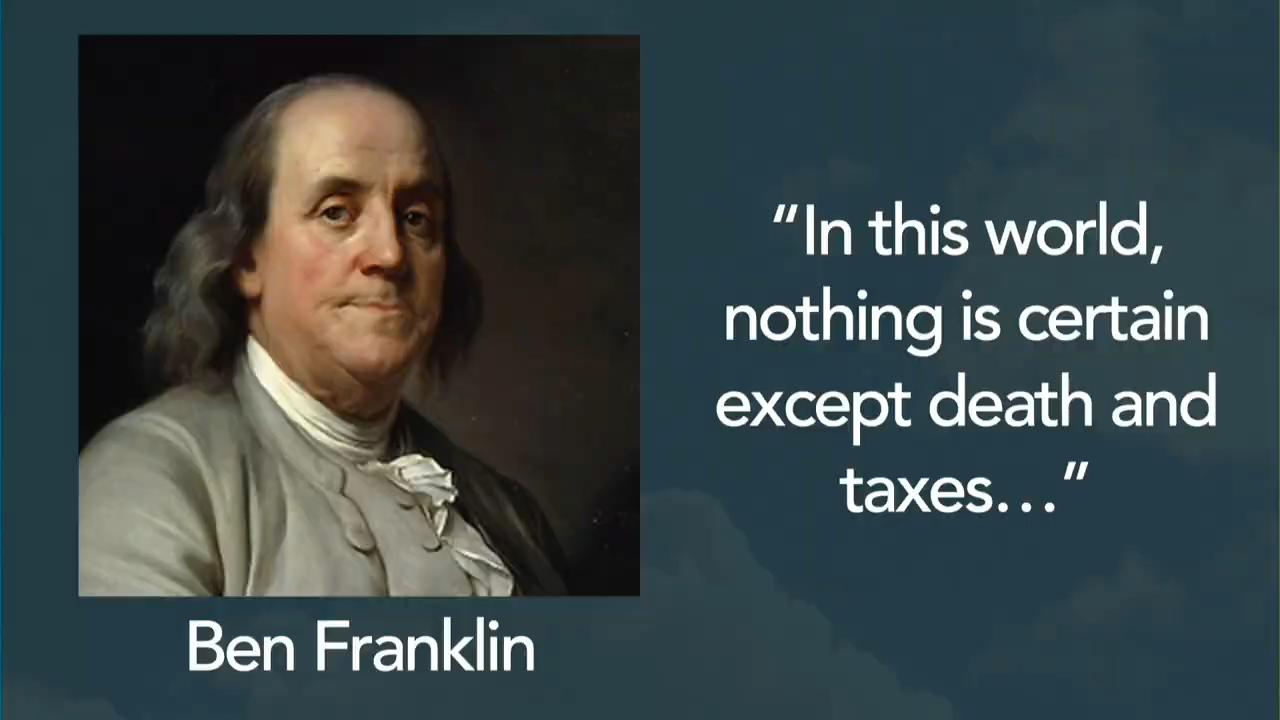 “In this world,
nothing is certain
except death and
taxes…”
Ben Franklin